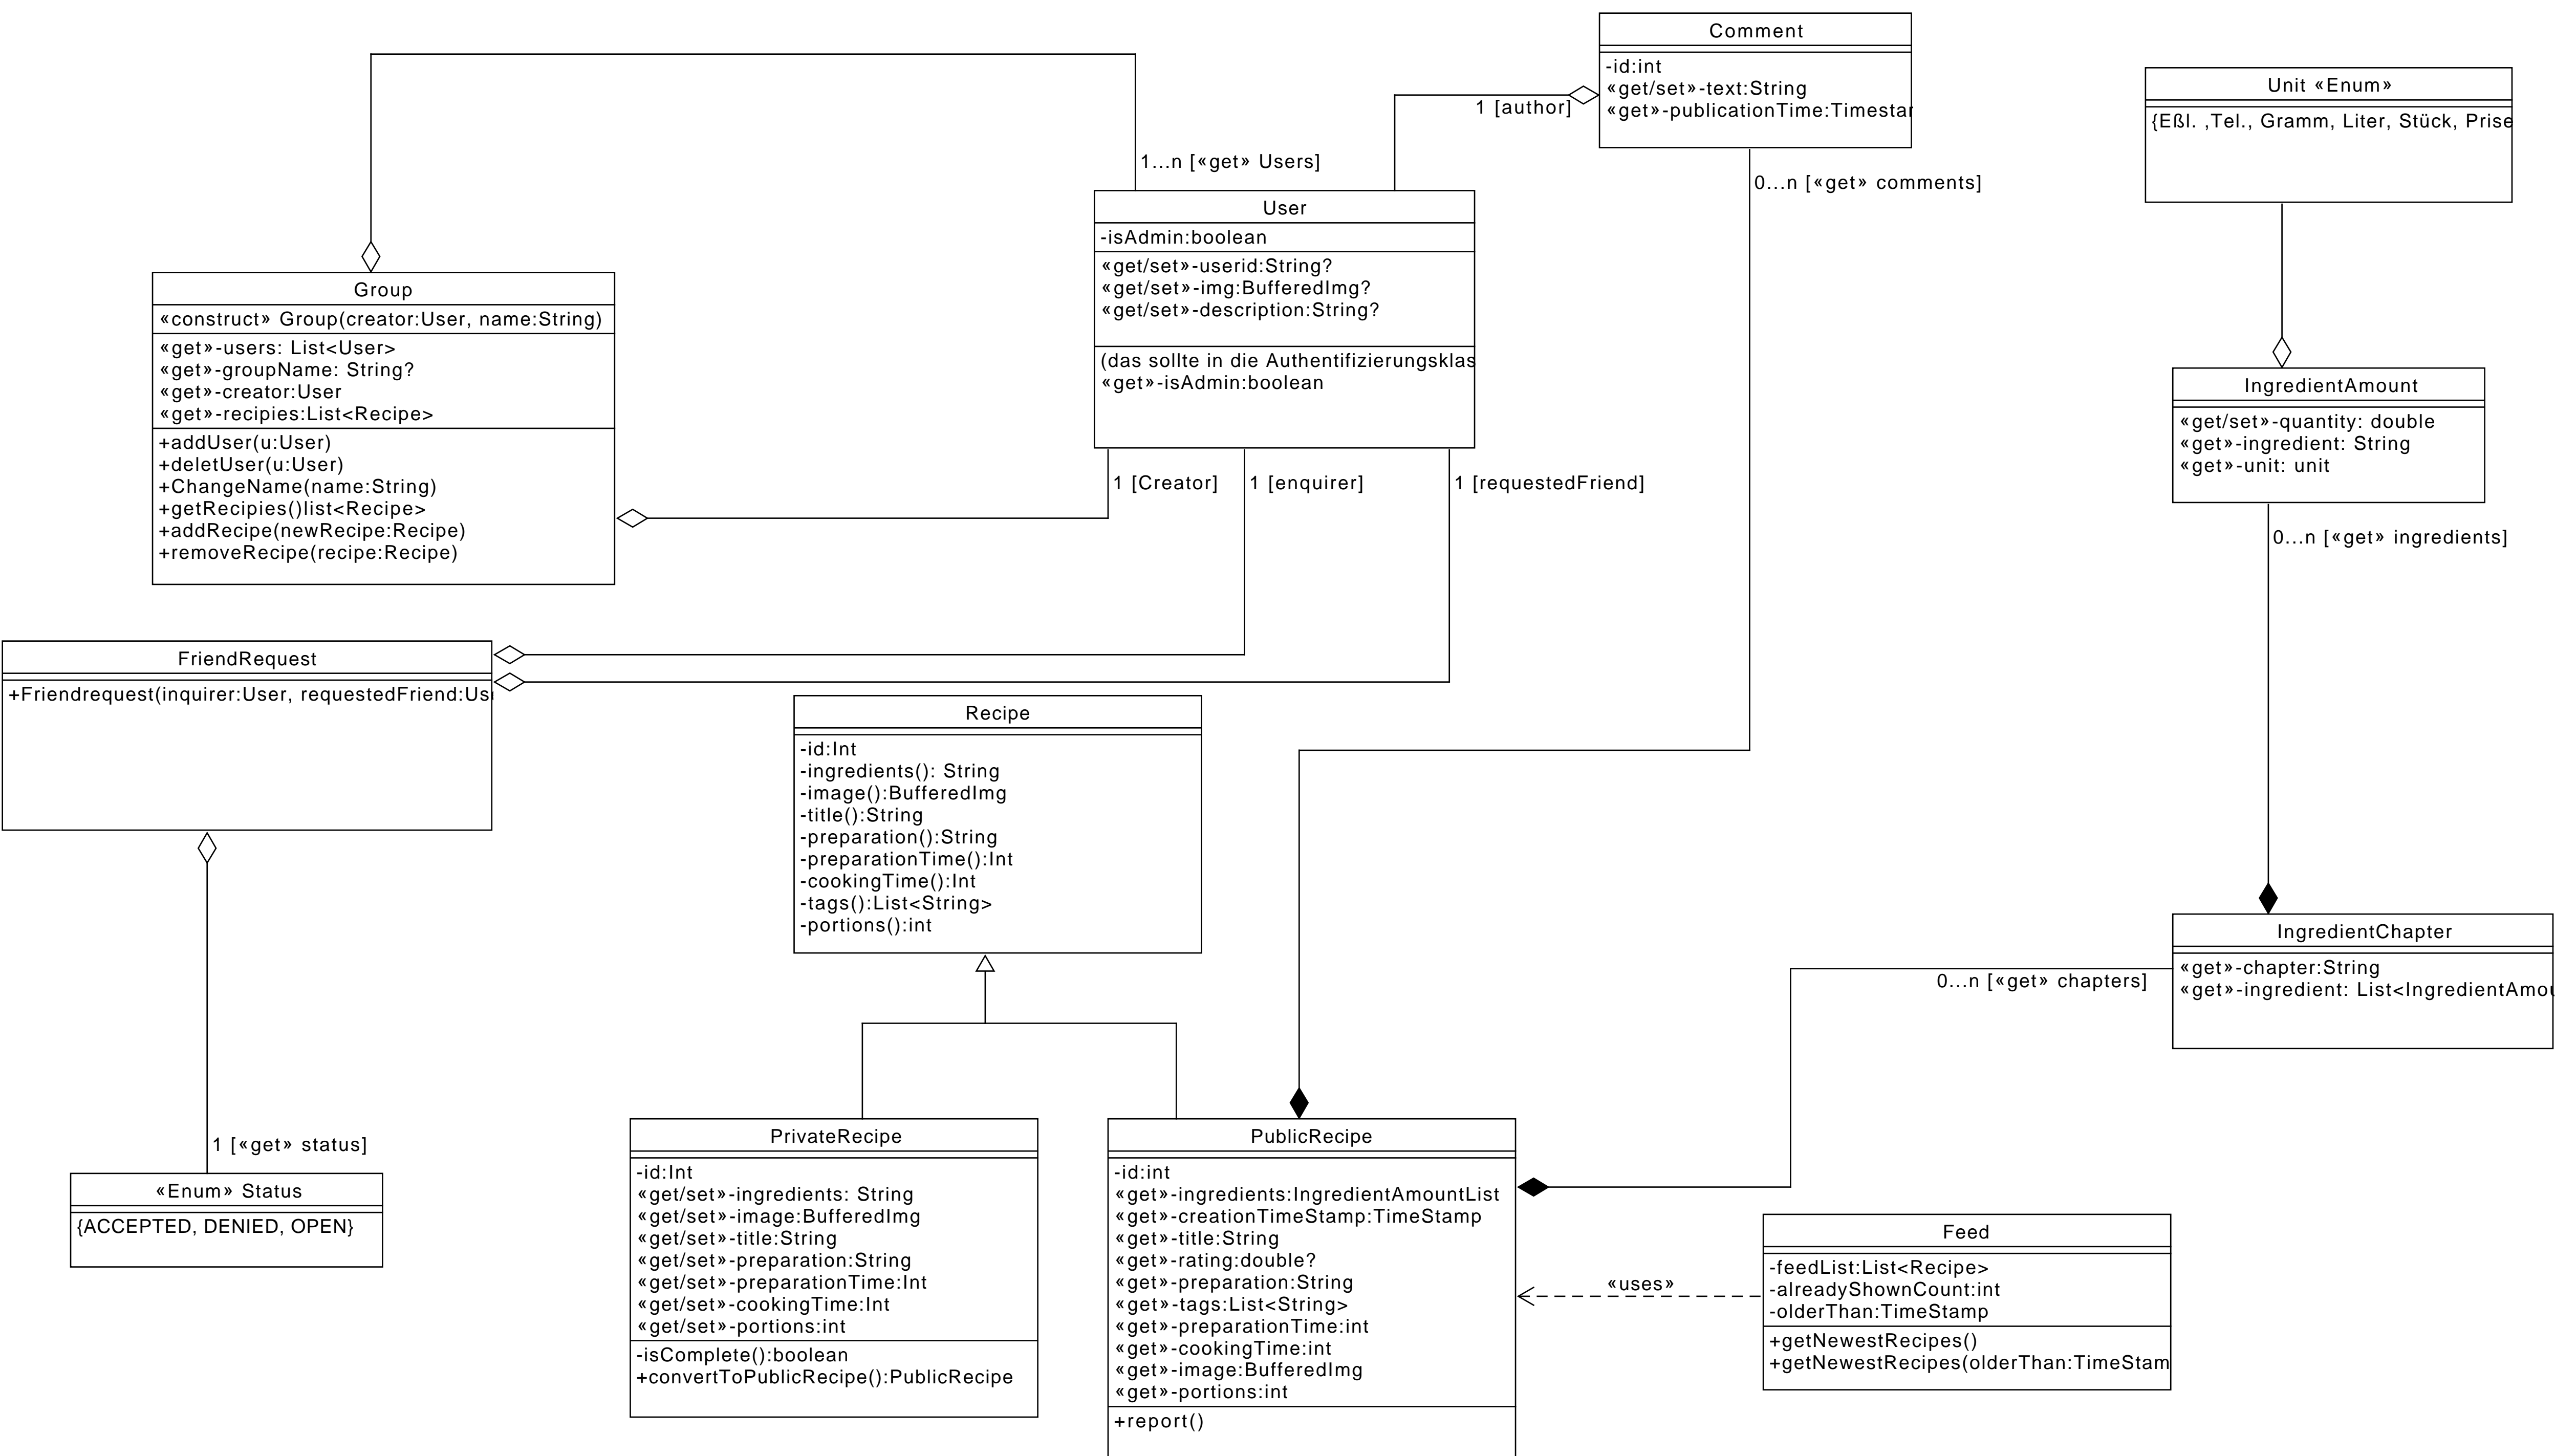 Comment
-id:int
«get/set»-text:String
«get»-publicationTime:Timestar
1 [author]
0...n [«get» comments]
Unit «Enum»
{Eßl. ,Tel., Gramm, Liter, Stück, Prise
1...n [«get» Users]
User
-isAdmin:boolean
«get/set»-userid:String?
«get/set»-img:BufferedImg?
«get/set»-description:String?
(das sollte in die Authentifizierungsklas
«get»-isAdmin:boolean
Group
«construct» Group(creator:User, name:String)
«get»-users: List<User>
«get»-groupName: String?
«get»-creator:User
«get»-recipies:List<Recipe>
+addUser(u:User)
+deletUser(u:User)
+ChangeName(name:String)
+getRecipies()list<Recipe>
+addRecipe(newRecipe:Recipe)
+removeRecipe(recipe:Recipe)
1 [Creator]
1 [enquirer]
1 [requestedFriend]
IngredientAmount
«get/set»-quantity: double
«get»-ingredient: String
«get»-unit: unit
0...n [«get» ingredients]
FriendRequest
+Friendrequest(inquirer:User, requestedFriend:Us
Recipe
-id:Int
-ingredients(): String
-image():BufferedImg
-title():String
-preparation():String
-preparationTime():Int
-cookingTime():Int
-tags():List<String>
-portions():int
IngredientChapter
«get»-chapter:String
«get»-ingredient: List<IngredientAmou
0...n [«get» chapters]
1 [«get» status]
«Enum» Status
{ACCEPTED, DENIED, OPEN}
PrivateRecipe
-id:Int
«get/set»-ingredients: String
«get/set»-image:BufferedImg
«get/set»-title:String
«get/set»-preparation:String
«get/set»-preparationTime:Int
«get/set»-cookingTime:Int
«get/set»-portions:int
-isComplete():boolean
+convertToPublicRecipe():PublicRecipe
PublicRecipe
-id:int
«get»-ingredients:IngredientAmountList
«get»-creationTimeStamp:TimeStamp
«get»-title:String
«get»-rating:double?
«get»-preparation:String
«get»-tags:List<String>
«get»-preparationTime:int
«get»-cookingTime:int
«get»-image:BufferedImg
«get»-portions:int
+report()
«uses»
Feed
-feedList:List<Recipe>
-alreadyShownCount:int
-olderThan:TimeStamp
+getNewestRecipes()
+getNewestRecipes(olderThan:TimeStam